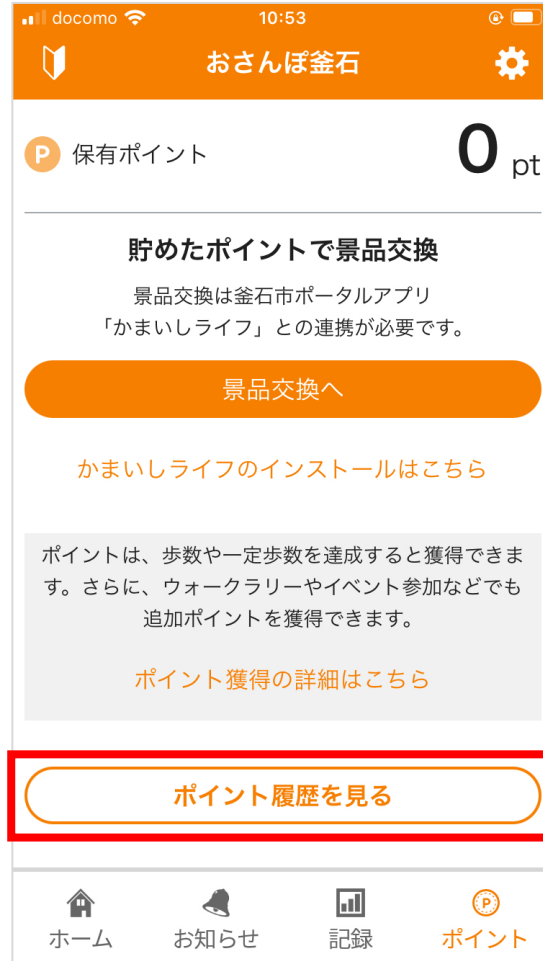 docomo 10:53
おさんぽ釜石
P 保有ポイント 0 pt
貯めたポイントで景品交換
景品交換は釜石市ポータルアプリ
「かまいしライフ」との連携が必要です。
景品交換へ
かまいしライフのインストールはこちら
ポイントは、歩数や一定歩数を達成すると獲得できま
す。さらに、ウォークラリーやイベント参加などでも
追加ポイントを獲得できます。
ポイント獲得の詳細はこちら
ポイント履歴を見る
P
ホーム お知らせ 記録 ポイント